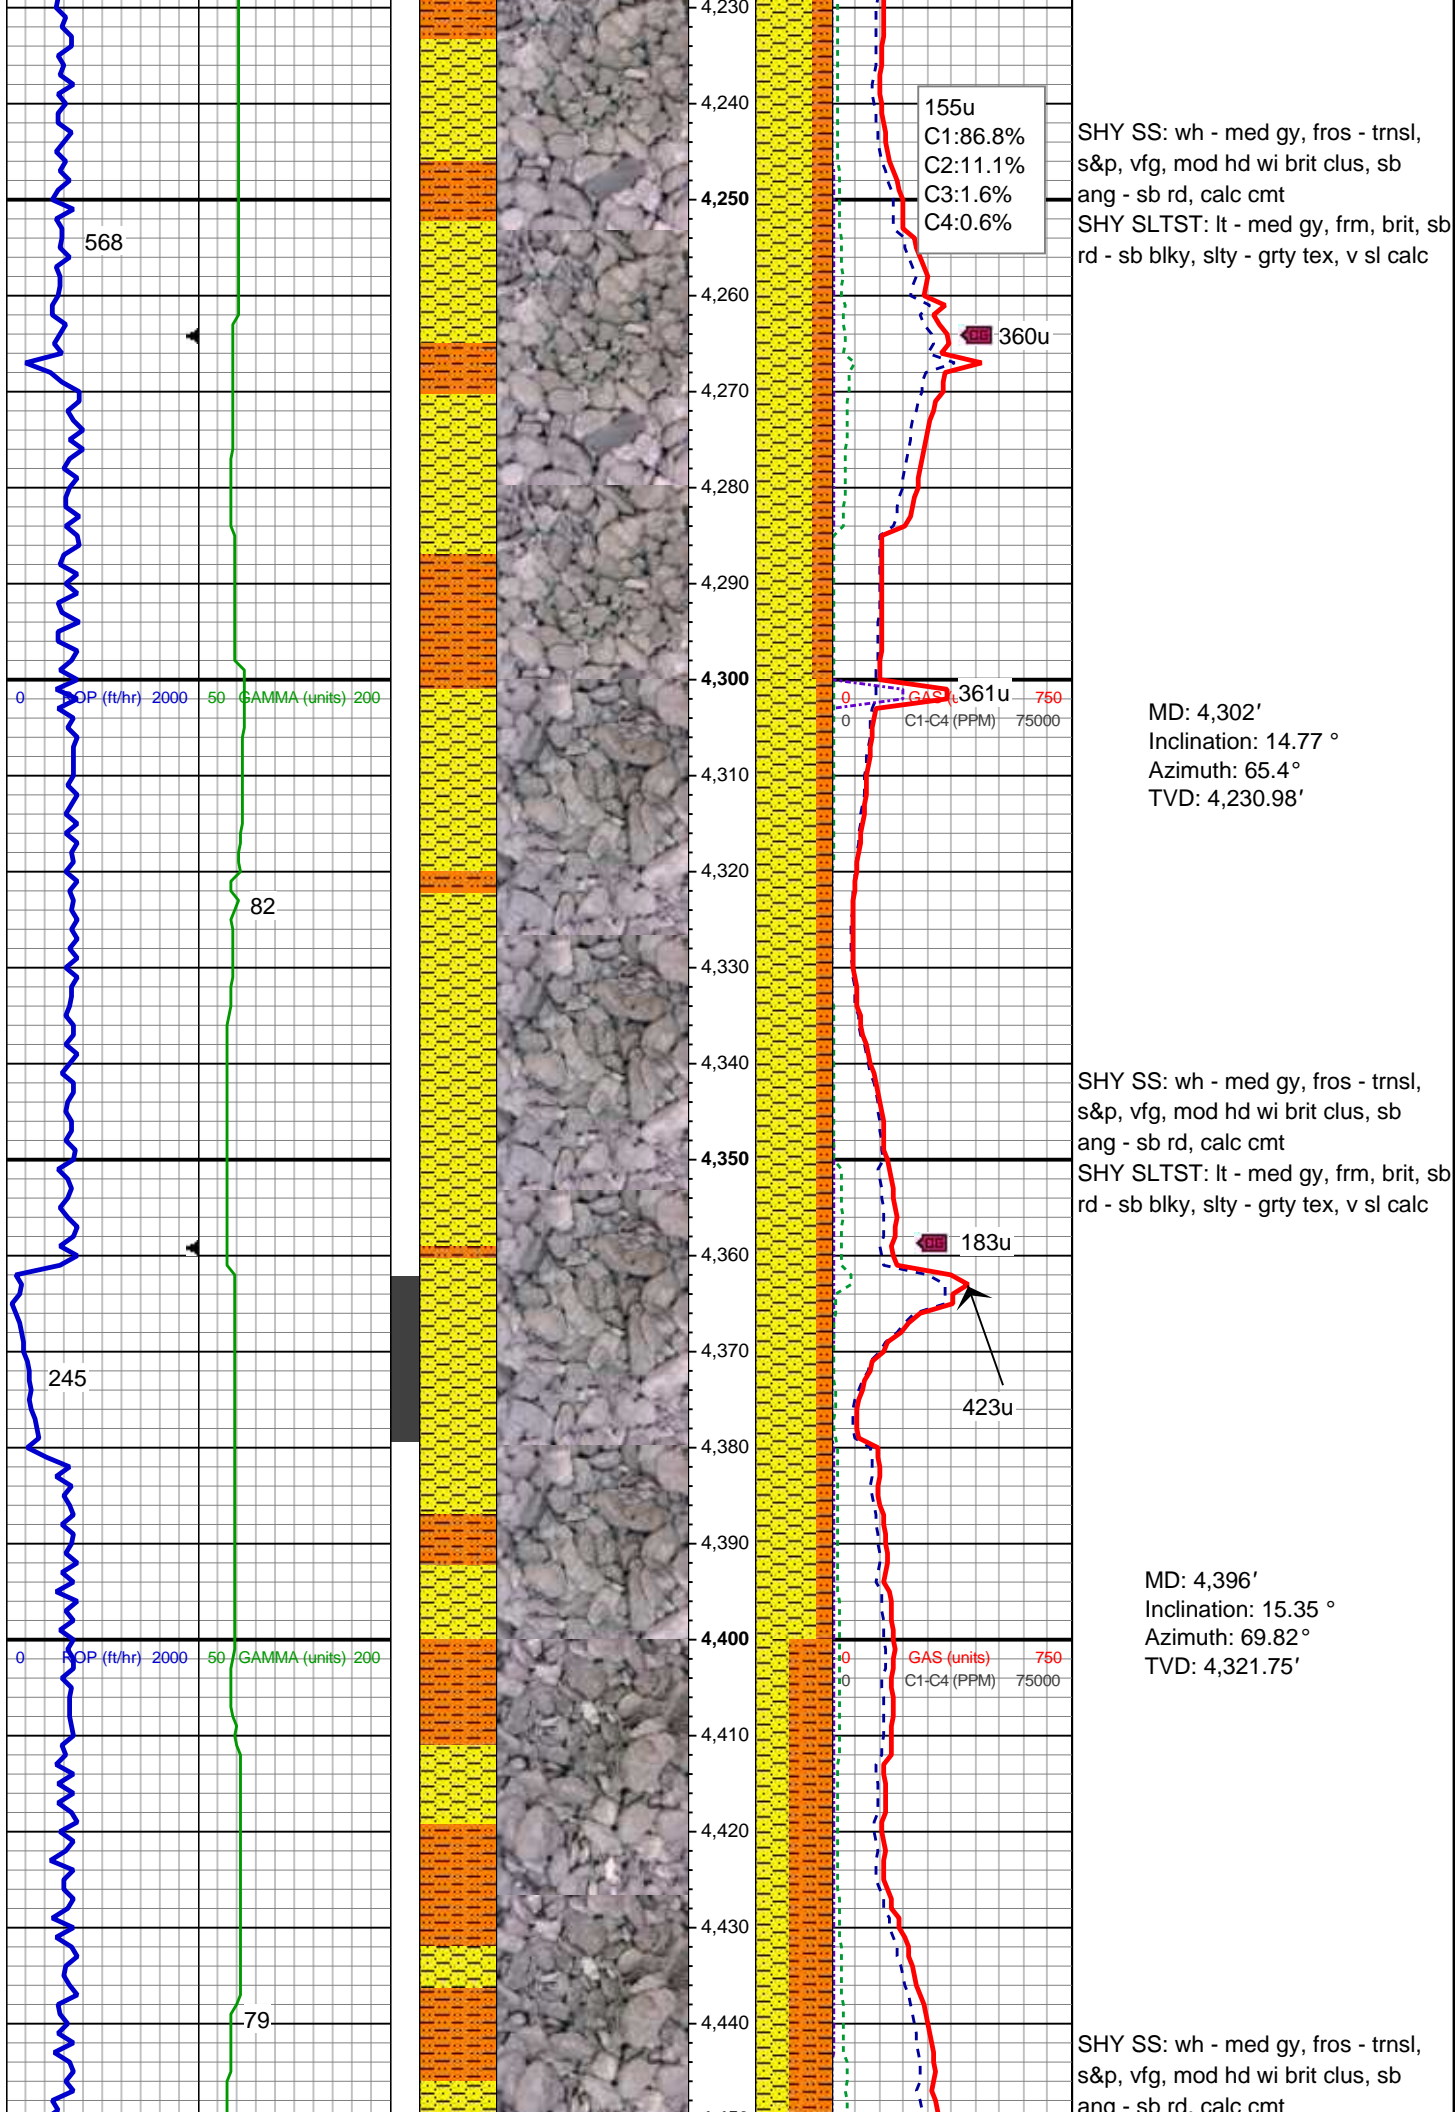 4,230
4,240
155u
C1:86.8%
C2:11.1%
C3:1.6%
C4:0.6%
SHY SS: wh - med gy, fros - trnsl,
s&p, vfg, mod hd wi brit clus, sb
ang - sb rd, calc cmt
SHY SLTST: lt - med gy, frm, brit, sb
rd - sb blky, slty - grty tex, v sl calc
4,250
568
4,260
CG 360u
4,270
4,280
4,290
4,300
0 ROP (ft/hr) 2000 50 GAMMA (units) 200
0 GAS 361u 750
0 C1-C4 (PPM) 75000
MD: 4,302'
Inclination: 14.77 °
Azimuth: 65.4°
TVD: 4,230.98'
4,310
4,320
82
4,330
4,340
SHY SS: wh - med gy, fros - trnsl,
s&p, vfg, mod hd wi brit clus, sb
ang - sb rd, calc cmt
SHY SLTST: lt - med gy, frm, brit, sb
rd - sb blky, slty - grty tex, v sl calc
4,350
CG 183u
4,360
4,370
245
423u
4,380
4,390
MD: 4,396'
Inclination: 15.35 °
Azimuth: 69.82°
TVD: 4,321.75'
4,400
0 ROP (ft/hr) 2000 50 GAMMA (units) 200
0 GAS (units) 750
0 C1-C4 (PPM) 75000
4,410
4,420
4,430
79
4,440
SHY SS: wh - med gy, fros - trnsl,
s&p, vfg, mod hd wi brit clus, sb
ang - sb rd, calc cmt